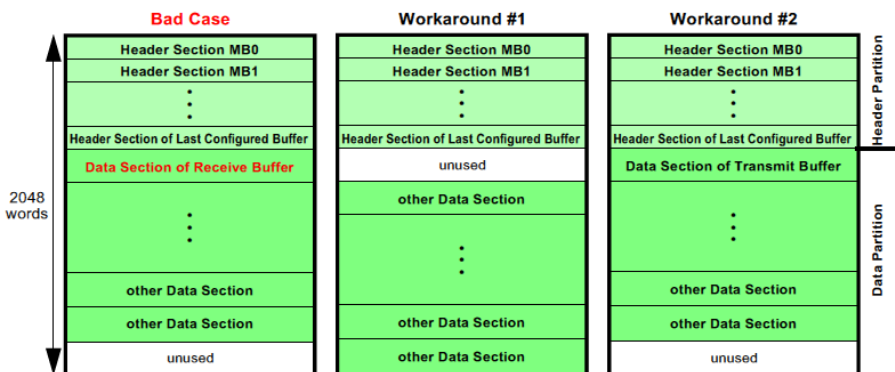 Bad Case
Workaround #1
Workaround #2
Header Section MB0
Header Section MB0
Header Section MB0
Header Section MB1
Header Section MB1
Header Section MB1
Header Section of Last Configured Buffer
Header Section of Last Configured Buffer
Header Section of Last Configured Buffer
Header Partition
Data Section of Receive Buffer
unused
Data Section of Transmit Buffer
2048
words
other Data Section
Data Partition
other Data Section
other Data Section
other Data Section
other Data Section
other Data Section
unused
other Data Section
unused